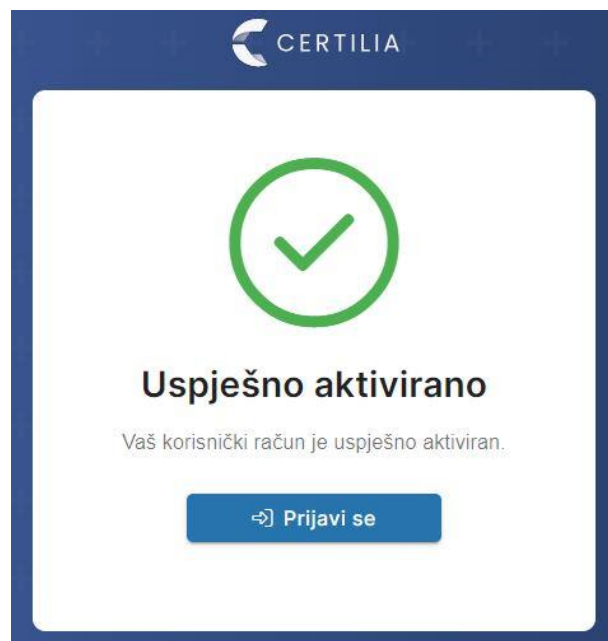 CERTILIA
Uspješno aktivirano
Vaš korisnički račun je uspješno aktiviran.
Prijavi se